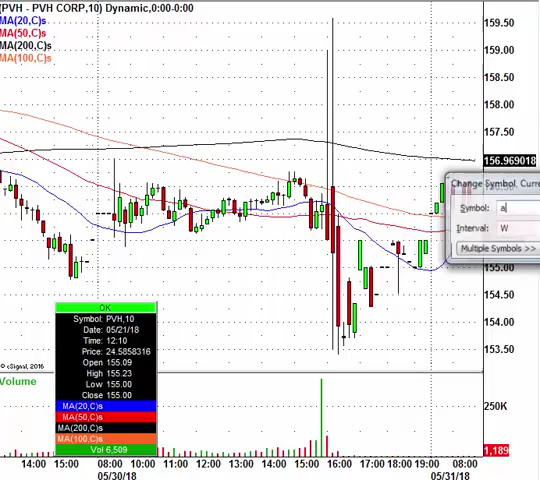 (PVH - PVH CORP,10) Dynamic,0:00-0:00
MA(20,C)s
MA(50,C)s
MA(200,C)s
MA(100,C)s
159.50
159.00
158.50
158.00
157.50
156.969018
Change Symbol, Curre
Symbol: a
Interval: W
Multiple Symbols >>
155.00
154.50
154.00
153.50
OK
Symbol: PVH,10
Date: 05/21/18
Time: 12:10
Price: 24.5858316
Open 155.09
High 155.23
Low 155.00
Close 155.00
MA(20,C)s
MA(50,C)s
MA(200,C)s
MA(100,C)s
Vol 6,509
© eSignal, 2016
Volume
250K
1,189
14:00 15:00 08:00 10:00 11:00 12:00 13:00 14:00 15:00 16:00 17:00 18:00 19:00 08:00
05/30/18 05/31/18